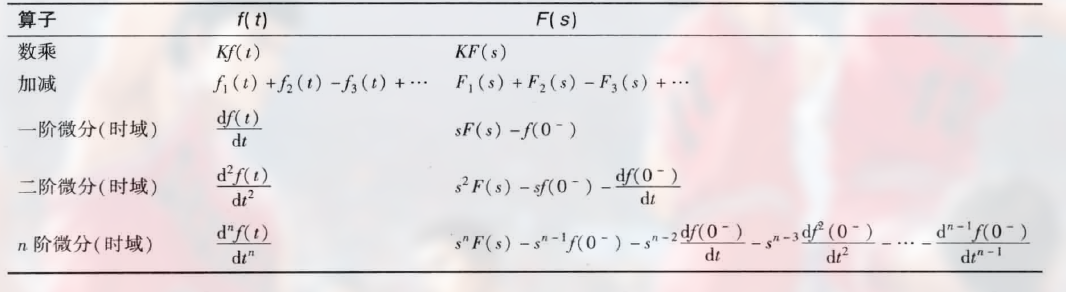 算子 f(t) F(s)
数乘 Kf(t) KF(s)
加减 f₁(t)+f₂(t)-f₃(t)+⋯ F₁(s)+F₂(s)-F₃(s)+⋯
一阶微分(时域) df(t)/dt sF(s)-f(0⁻)
二阶微分(时域) d²f(t)/dt² s²F(s)-sf(0⁻)-df(0⁻)/dt
n阶微分(时域) dⁿf(t)/dtⁿ sⁿF(s)-sⁿ⁻¹f(0⁻)-sⁿ⁻²df(0⁻)/dt-sⁿ⁻³df²(0⁻)/dt²-⋯-dⁿ⁻¹f(0⁻)/dtⁿ⁻¹